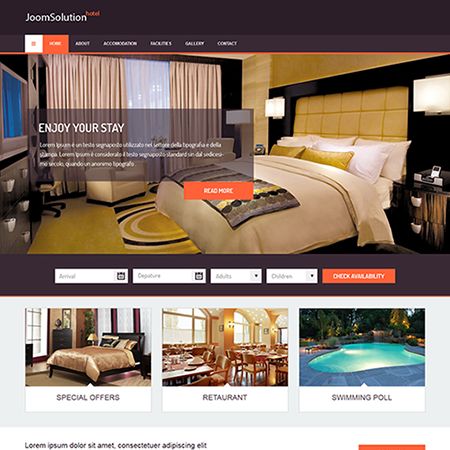 JoomSolution hotel
HOME ABOUT ACCOMODATION FACILITIES GALLERY CONTACT
ENJOY YOUR STAY
Lorem Ipsum è un testo segnaposto utilizzato nel settore della tipografia e della
stampa. Lorem Ipsum è considerato il testo segnaposto standard sin dal sedicesi-
mo secolo, quando un anonimo tipografo .
READ MORE
Arrival Depature Adults Children CHECK AVAILABILITY
SPECIAL OFFERS RETAURANT SWIMMING POLL
Lorem ipsum dolor sit amet, consectetuer adipiscing elit